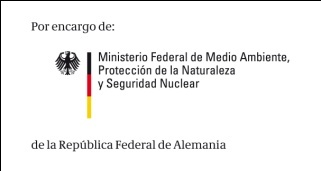 Por encargo de:
Ministerio Federal de Medio Ambiente,
Protección de la Naturaleza
y Seguridad Nuclear
de la República Federal de Alemania